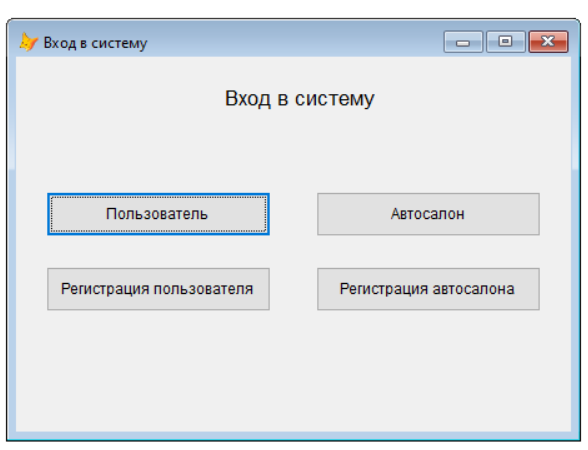 Вход в систему
Вход в систему
Пользователь
Автосалон
Регистрация пользователя
Регистрация автосалона